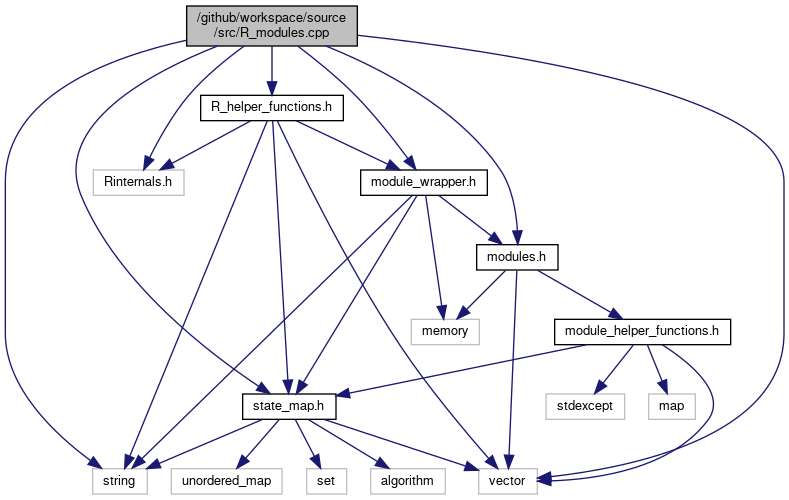 /github/workspace/source
/src/R_modules.cpp
R_helper_functions.h
Rinternals.h
module_wrapper.h
modules.h
memory
module_helper_functions.h
state_map.h
stdexcept
map
string
unordered_map
set
algorithm
vector